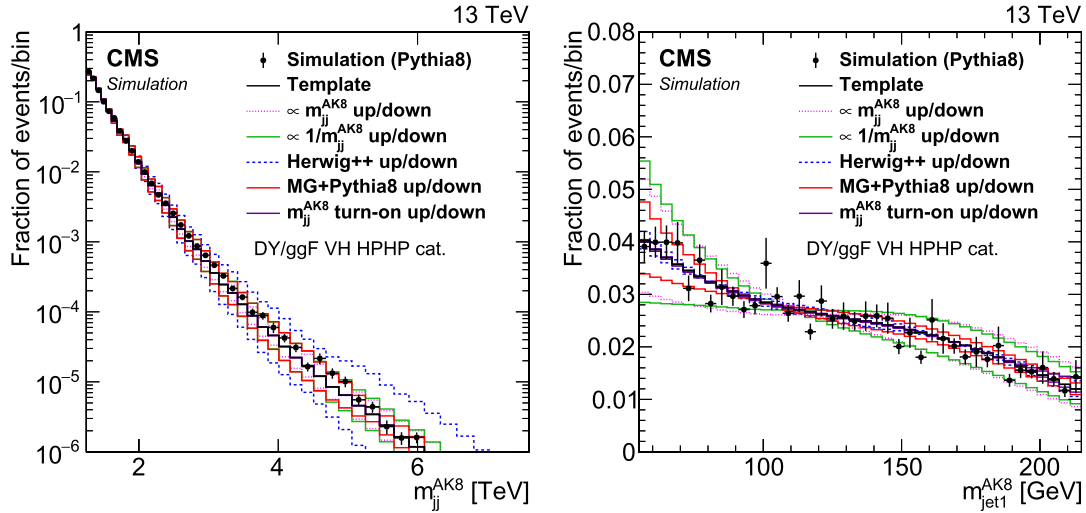 13 TeV
CMS
Simulation
Simulation (Pythia8)
Template
∝ m_jj^AK8 up/down
∝ 1/m_jj^AK8 up/down
Herwig++ up/down
MG+Pythia8 up/down
m_jj^AK8 turn-on up/down
DY/ggF VH HPHP cat.
Fraction of events/bin
1
10^−1
10^−2
10^−3
10^−4
10^−5
10^−6
2 4 6
m_jj^AK8 [TeV]
13 TeV
CMS
Simulation
Simulation (Pythia8)
Template
∝ m_jj^AK8 up/down
∝ 1/m_jj^AK8 up/down
Herwig++ up/down
MG+Pythia8 up/down
m_jj^AK8 turn-on up/down
DY/ggF VH HPHP cat.
Fraction of events/bin
0.08
0.07
0.06
0.05
0.04
0.03
0.02
0.01
0
100 150 200
m_jet1^AK8 [GeV]